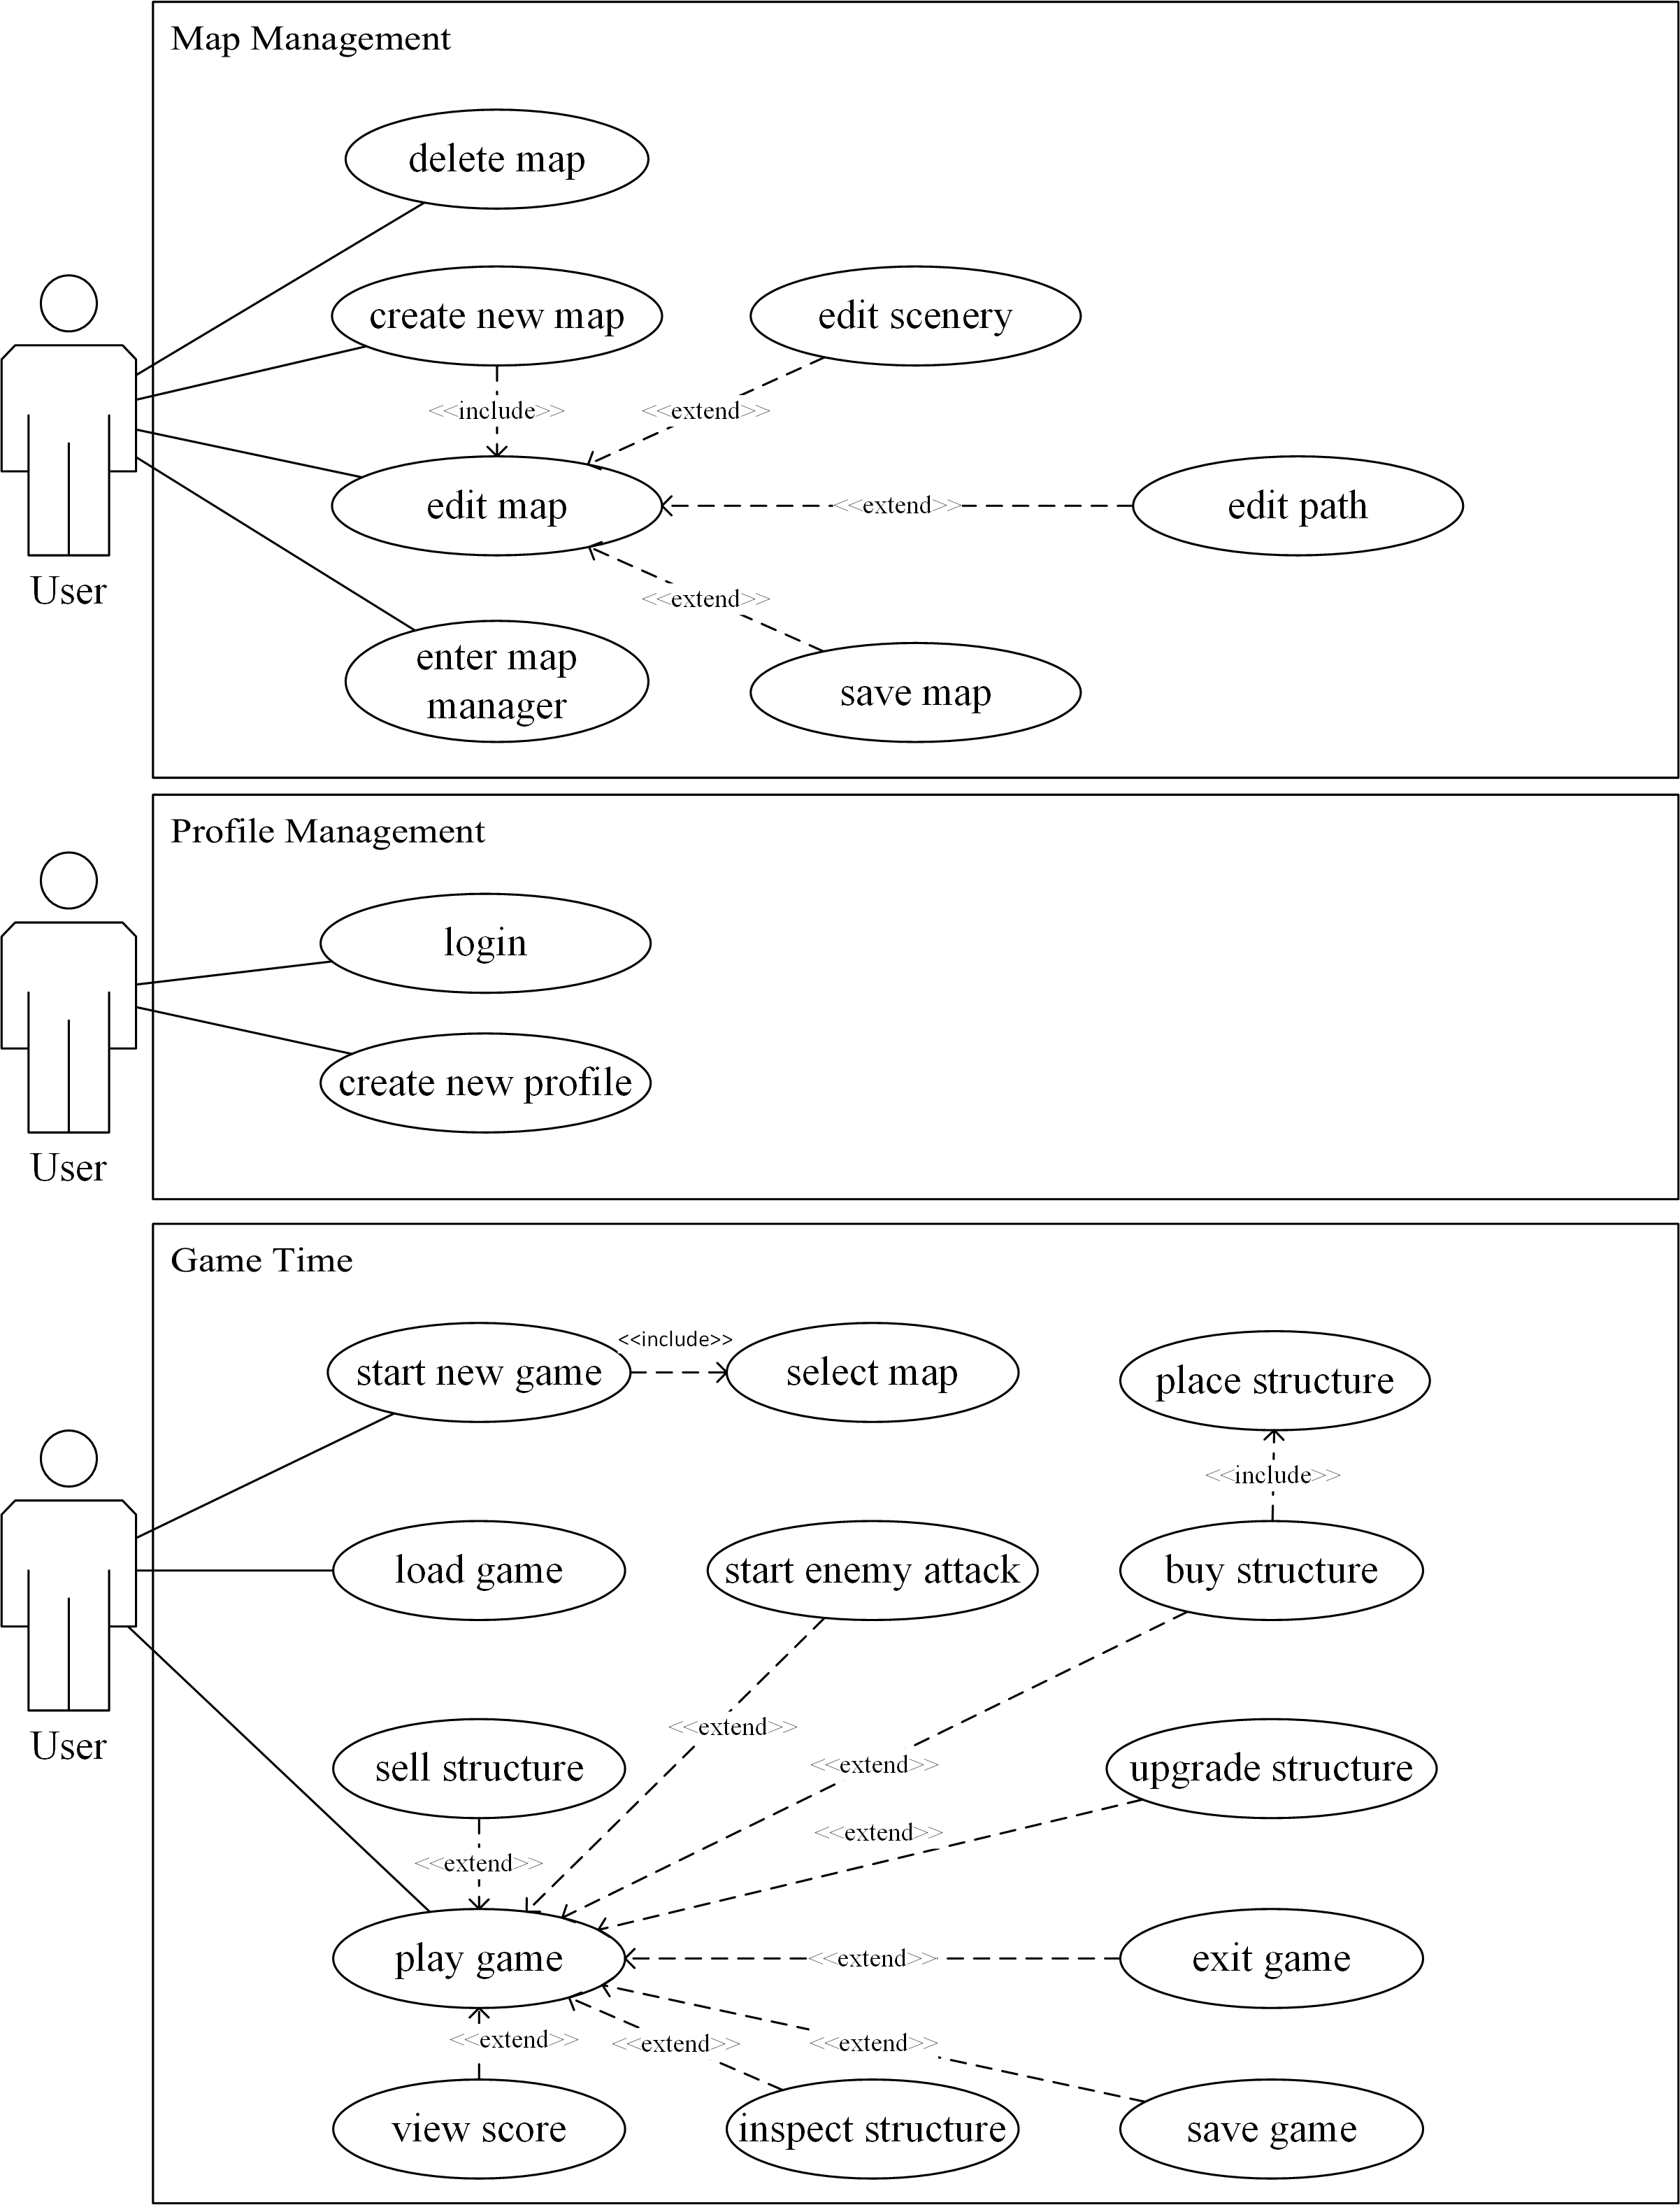 Map Management
delete map
create new map
edit scenery
<<include>>
<<extend>>
edit map
<<extend>>
edit path
User
<<extend>>
enter map
manager
save map
Profile Management
login
create new profile
User
Game Time
<<include>>
start new game
select map
place structure
<<include>>
load game
start enemy attack
buy structure
<<extend>>
User
sell structure
<<extend>>
upgrade structure
<<extend>>
<<extend>>
play game
<<extend>>
exit game
<<extend>>
<<extend>>
<<extend>>
view score
inspect structure
save game